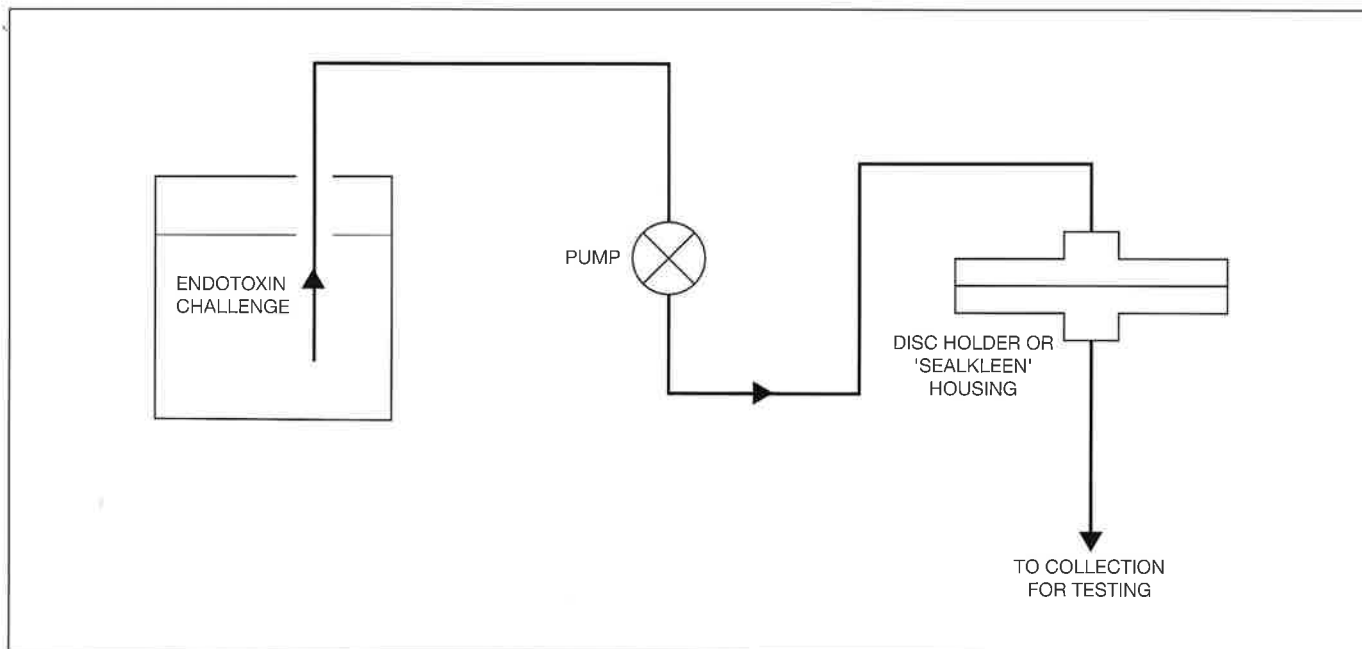 ENDOTOXIN
CHALLENGE
PUMP
DISC HOLDER OR
'SEALKLEEN'
HOUSING
TO COLLECTION
FOR TESTING